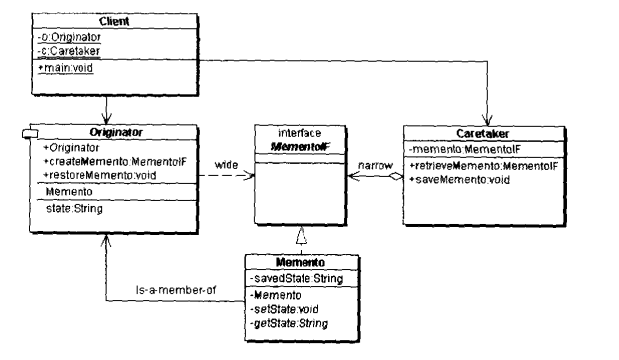 Client
-o:Originator
-c:Caretaker
+main:void
Originator
+Originator
+createMemento:MementoIF
+restoreMemento:void
Memento
state:String
wide
interface
MementoIF
narrow
Caretaker
-memento:MementoIF
+retrieveMemento:MementoIF
+saveMemento:void
Is-a-member-of
Memento
-savedState:String
-Memento
-setState:void
-getState:String